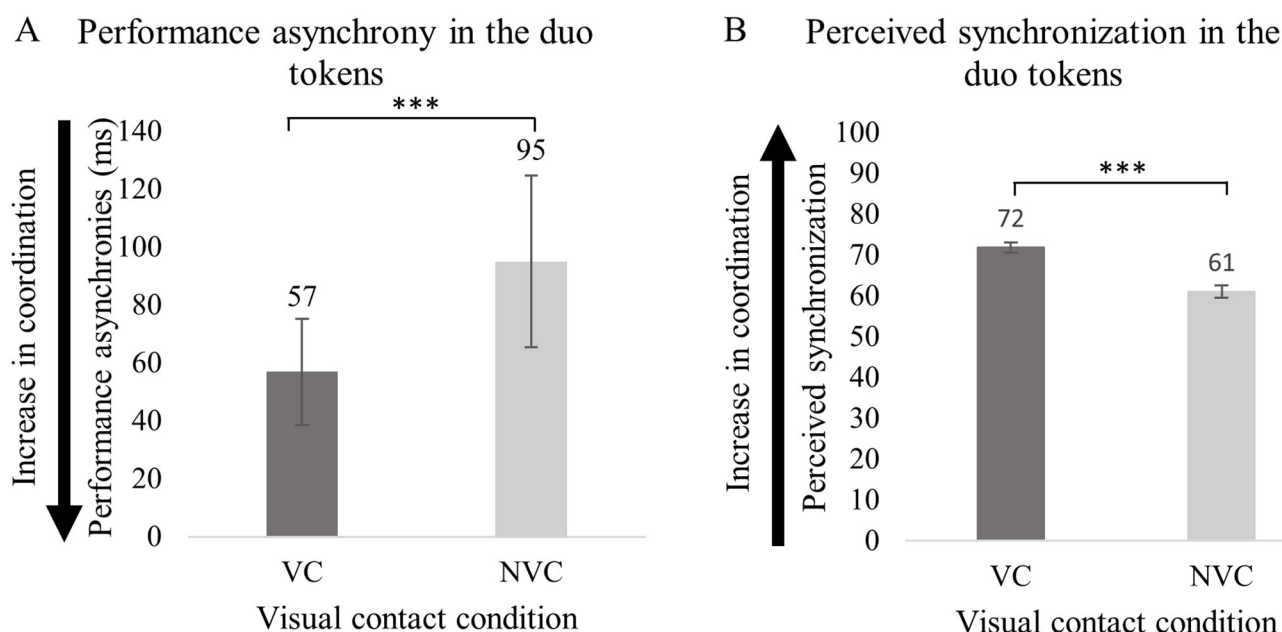 A Performance asynchrony in the duo
tokens
Increase in coordination
Performance asynchronies (ms)
140
120
100
80
60
40
20
0
***
57
95
VC NVC
Visual contact condition
B Perceived synchronization in the
duo tokens
Increase in coordination
Perceived synchronization
100
90
80
70
60
50
40
30
20
10
0
***
72
61
VC NVC
Visual contact condition